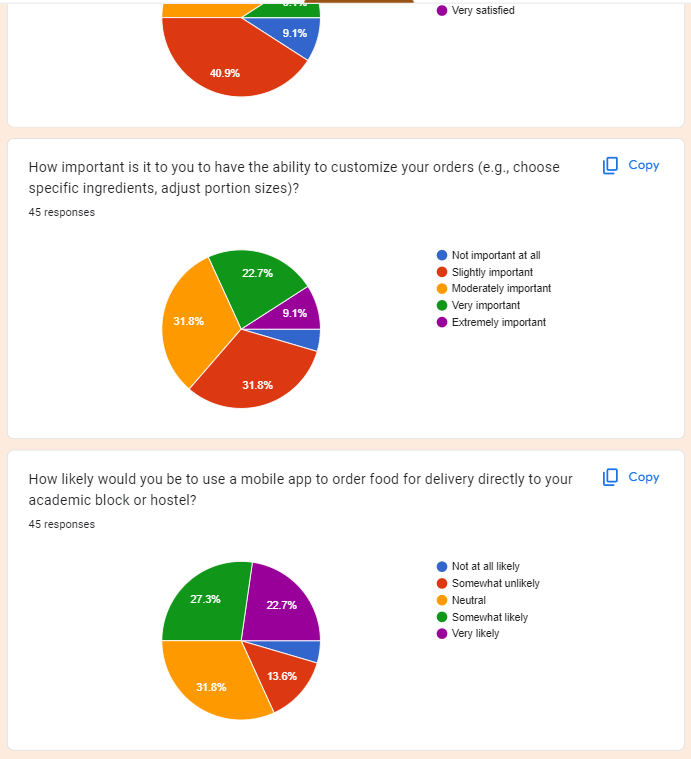 Very satisfied
9.1%
40.9%
How important is it to you to have the ability to customize your orders (e.g., choose
specific ingredients, adjust portion sizes)?
Copy
45 responses
22.7%
9.1%
31.8%
31.8%
Not important at all
Slightly important
Moderately important
Very important
Extremely important
How likely would you be to use a mobile app to order food for delivery directly to your
academic block or hostel?
Copy
45 responses
27.3%
22.7%
13.6%
31.8%
Not at all likely
Somewhat unlikely
Neutral
Somewhat likely
Very likely